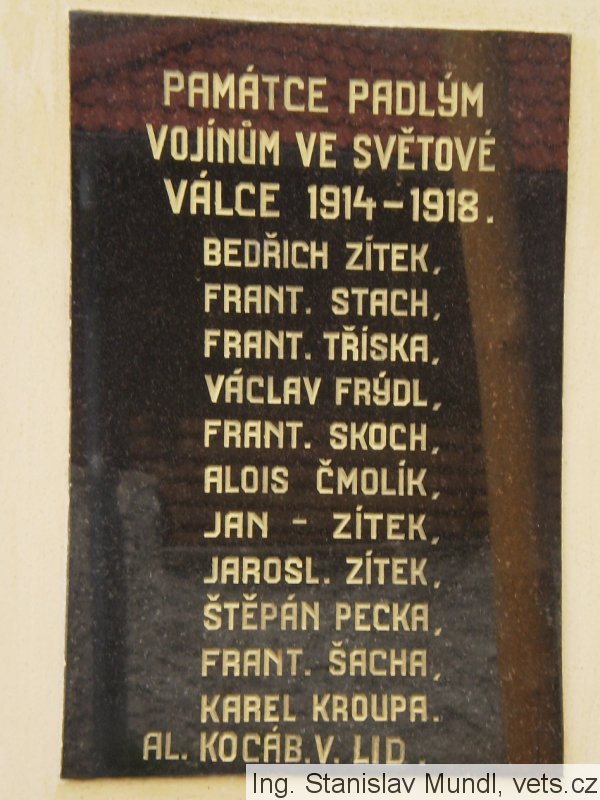 PAMÁTCE PADLÝM
VOJÍNŮM VE SVĚTOVÉ
VÁLCE 1914-1918.
BEDŘICH ZÍTEK,
FRANT. STACH,
FRANT. TŘÍSKA,
VÁCLAV FRÝDL,
FRANT. SKOCH,
ALOIS ČMOLÍK,
JAN - ZÍTEK,
JAROSL. ZÍTEK,
ŠTĚPÁN PECKA,
FRANT. ŠACHA,
KAREL KROUPA.
AL. KOCÁB. V. LID.
Ing. Stanislav Mundl, vets.cz